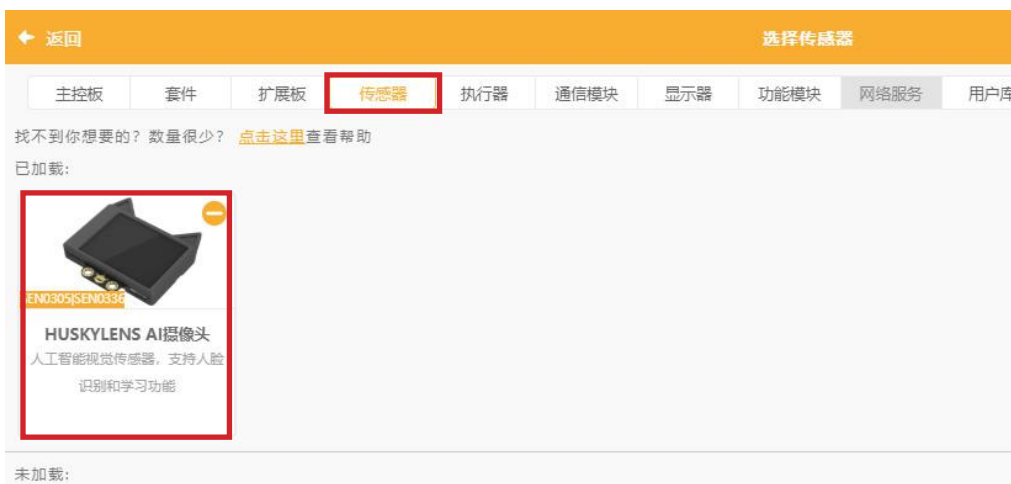 返回
选择传感器
主控板 套件 扩展板 传感器 执行器 通信模块 显示器 功能模块 网络服务 用户库
找不到你想要的？数量很少？ 点击这里查看帮助
已加载:
SEN0305|SEN0336
HUSKYLENS AI摄像头
人工智能视觉传感器，支持人脸
识别和学习功能
未加载: